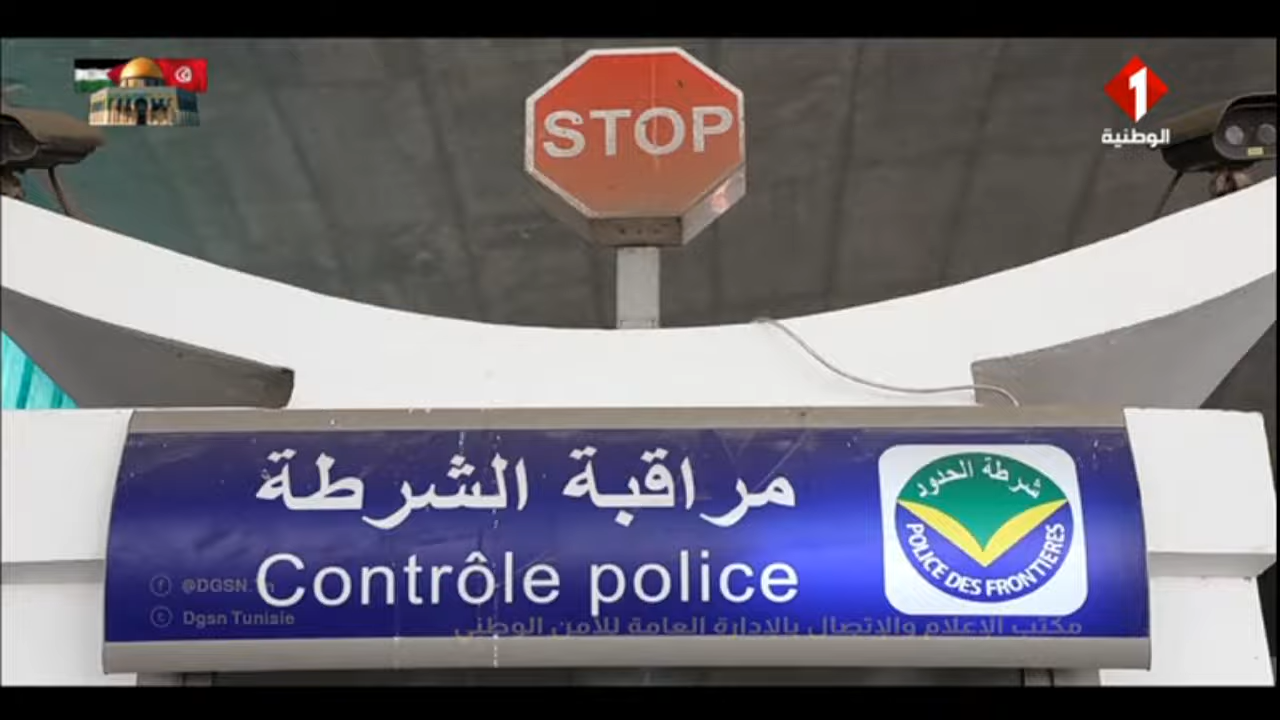 1
الوطنية
STOP
مراقبة الشرطة
Contrôle police
شرطة الحدود
POLICE DES FRONTIERES
@DGSN.Tn
Dgsn Tunisie
مكتب الإعلام والاتصال بالإدارة العامة للأمن الوطني